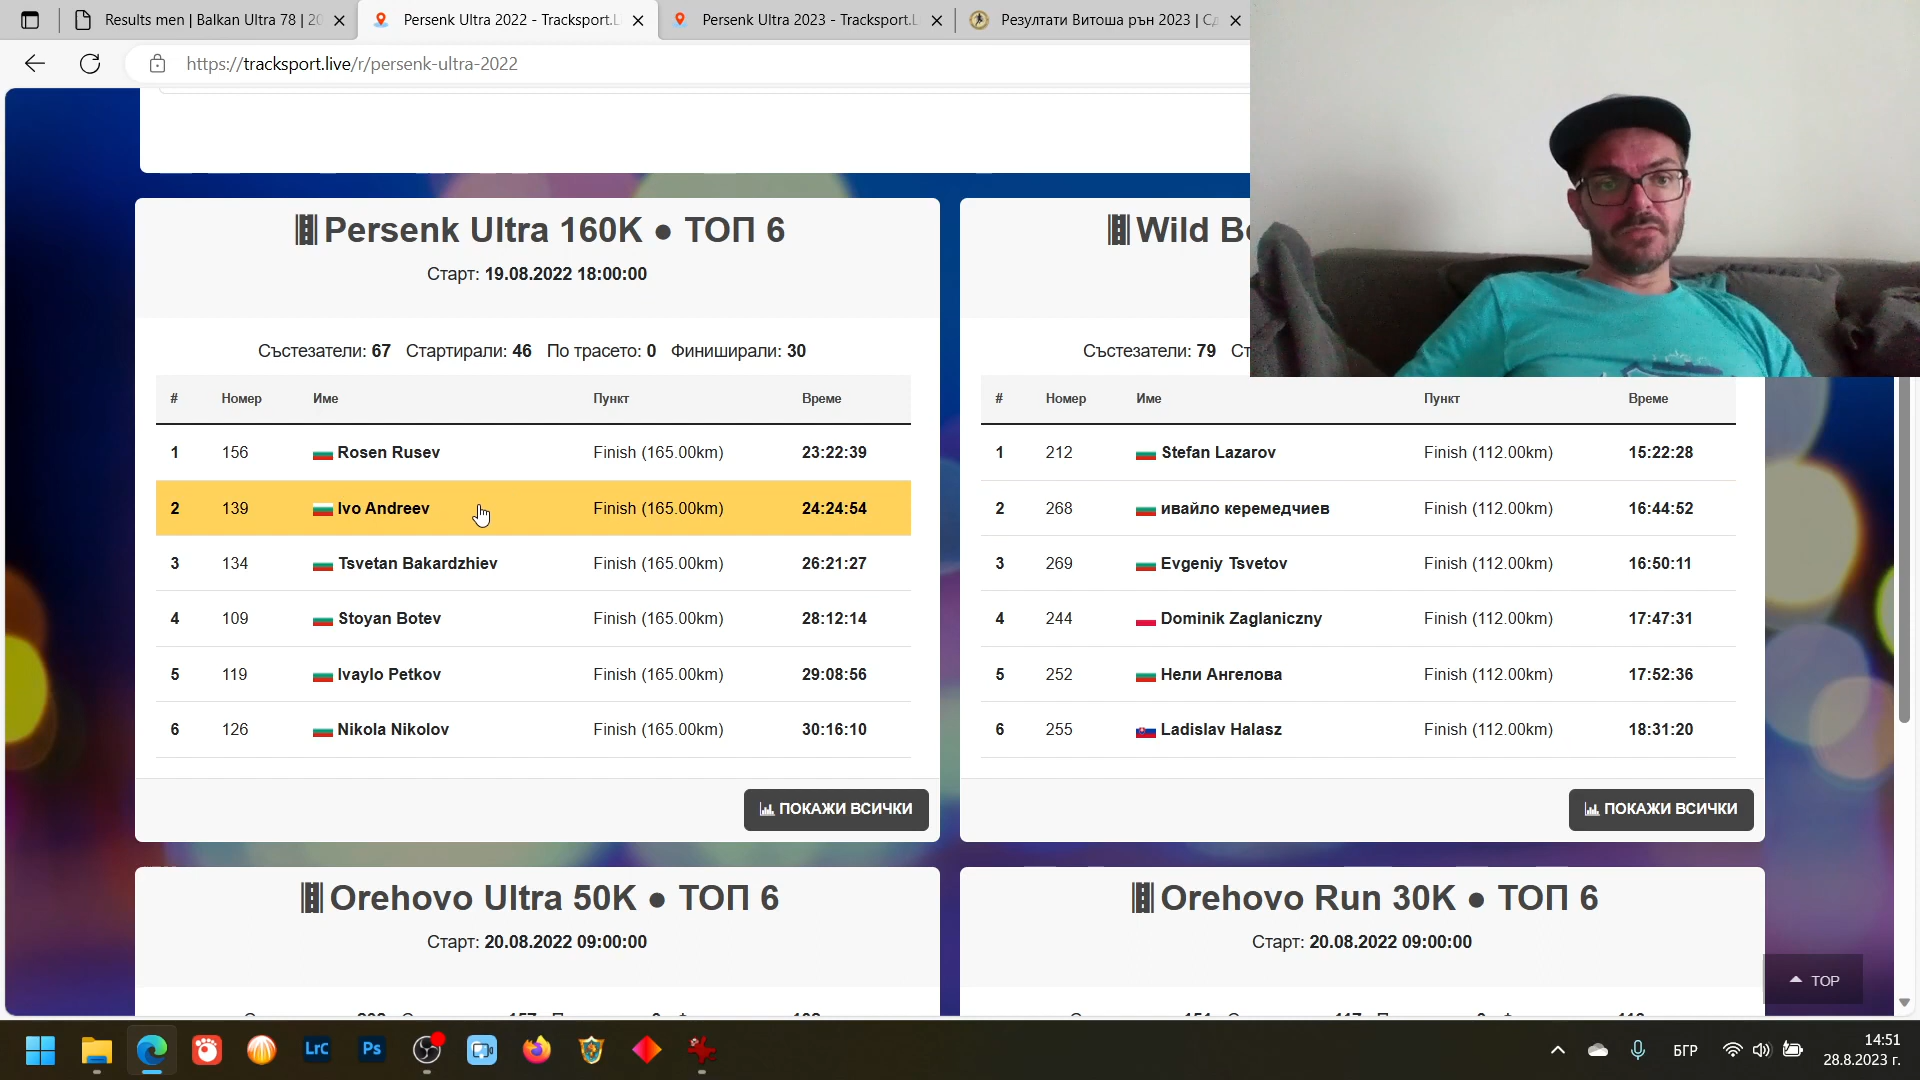 Results men | Balkan Ultra 78 | 20
Persenk Ultra 2022 - Tracksport.L
Persenk Ultra 2023 - Tracksport.L
Резултати Витоша рън 2023 | Сд
https://tracksport.live/r/persenk-ultra-2022
Persenk Ultra 160K ● ТОП 6
Старт: 19.08.2022 18:00:00
Състезатели: 67 Стартирали: 46 По трасето: 0 Финиширали: 30
# Номер Име Пункт Време
1 156 Rosen Rusev Finish (165.00km) 23:22:39
2 139 Ivo Andreev Finish (165.00km) 24:24:54
3 134 Tsvetan Bakardzhiev Finish (165.00km) 26:21:27
4 109 Stoyan Botev Finish (165.00km) 28:12:14
5 119 Ivaylo Petkov Finish (165.00km) 29:08:56
6 126 Nikola Nikolov Finish (165.00km) 30:16:10
ПОКАЖИ ВСИЧКИ
Wild Bo
Състезатели: 79 Ст
# Номер Име Пункт Време
1 212 Stefan Lazarov Finish (112.00km) 15:22:28
2 268 ивайло керемедчиев Finish (112.00km) 16:44:52
3 269 Evgeniy Tsvetov Finish (112.00km) 16:50:11
4 244 Dominik Zaglaniczny Finish (112.00km) 17:47:31
5 252 Нели Ангелова Finish (112.00km) 17:52:36
6 255 Ladislav Halasz Finish (112.00km) 18:31:20
ПОКАЖИ ВСИЧКИ
Orehovo Ultra 50K ● ТОП 6
Старт: 20.08.2022 09:00:00
Orehovo Run 30K ● ТОП 6
Старт: 20.08.2022 09:00:00
TOP
LrC
Ps
БГР
14:51
28.8.2023 г.